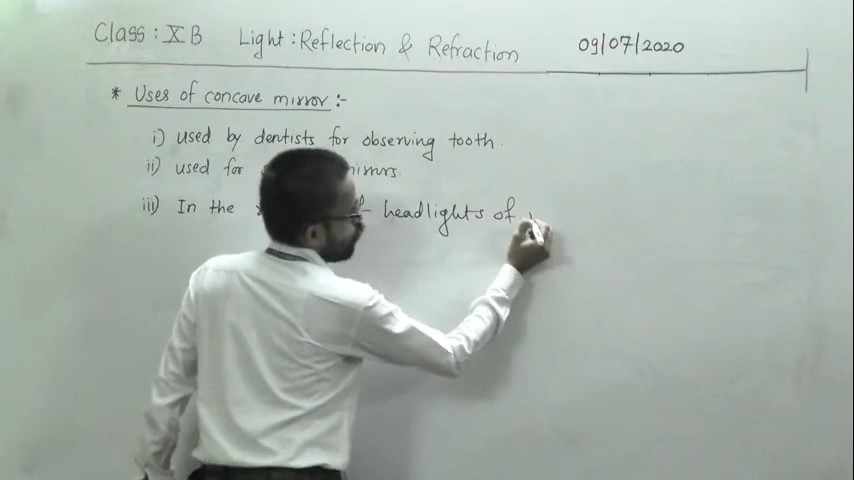 Class : X B Light : Reflection & Refraction 09/07/2020
* Uses of concave mirror :-
i) used by dentists for observing tooth.
ii) used for
iii) In the headlights of